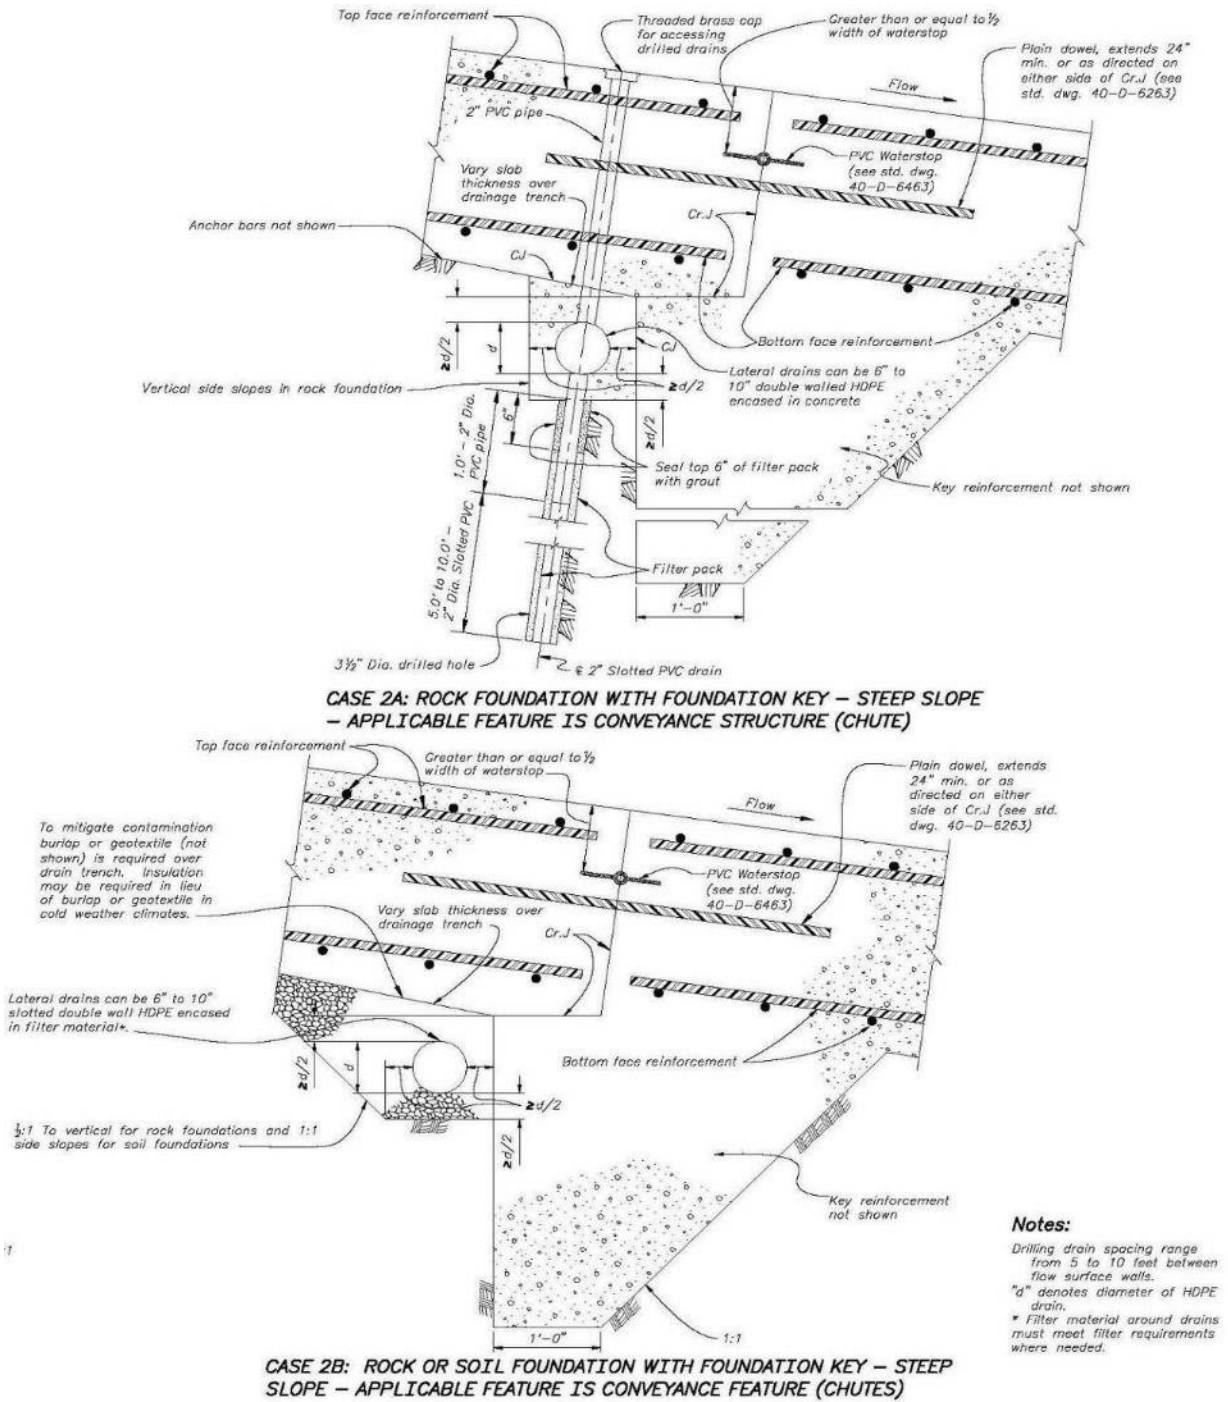 Top face reinforcement
Threaded brass cap
for accessing
drilled drains
Greater than or equal to ½
width of waterstop
Plain dowel, extends 24"
min. or as directed on
either side of Cr.J (see
std. dwg. 40-D-6263)
Flow
2" PVC pipe
PVC Waterstop
(see std. dwg.
40-D-6463)
Vary slab
thickness over
drainage trench
Cr.J
Anchor bars not shown
CJ
≥d/2
d
CJ
Bottom face reinforcement
Vertical side slopes in rock foundation
≥d/2
Lateral drains can be 6" to
10" double walled HDPE
encased in concrete
1.0' - 2" Dia.
PVC pipe
6"
≥d/2
Seal top 6" of filter pack
with grout
Key reinforcement not shown
5.0' to 10.0' -
2" Dia. Slotted PVC
Filter pack
1'-0"
3½" Dia. drilled hole
℄ 2" Slotted PVC drain
CASE 2A: ROCK FOUNDATION WITH FOUNDATION KEY – STEEP SLOPE
– APPLICABLE FEATURE IS CONVEYANCE STRUCTURE (CHUTE)
Top face reinforcement
Greater than or equal to ½
width of waterstop
Plain dowel, extends
24" min. or as
directed on either
side of Cr.J (see std.
dwg. 40-D-6263)
Flow
To mitigate contamination
burlap or geotextile (not
shown) is required over
drain trench. Insulation
may be required in lieu
of burlap or geotextile in
cold weather climates.
PVC Waterstop
(see std. dwg.
40-D-6463)
Vary slab thickness over
drainage trench
Cr.J
Lateral drains can be 6" to 10"
slotted double wall HDPE encased
in filter material*.
≥d/2
d
Bottom face reinforcement
≥d/2
½:1 To vertical for rock foundations and 1:1
side slopes for soil foundations
≥d/2
Key reinforcement
not shown
:1
Notes:
Drilling drain spacing range
from 5 to 10 feet between
flow surface walls.
"d" denotes diameter of HDPE
drain.
* Filter material around drains
must meet filter requirements
where needed.
1'-0"
1:1
CASE 2B: ROCK OR SOIL FOUNDATION WITH FOUNDATION KEY – STEEP
SLOPE – APPLICABLE FEATURE IS CONVEYANCE FEATURE (CHUTES)